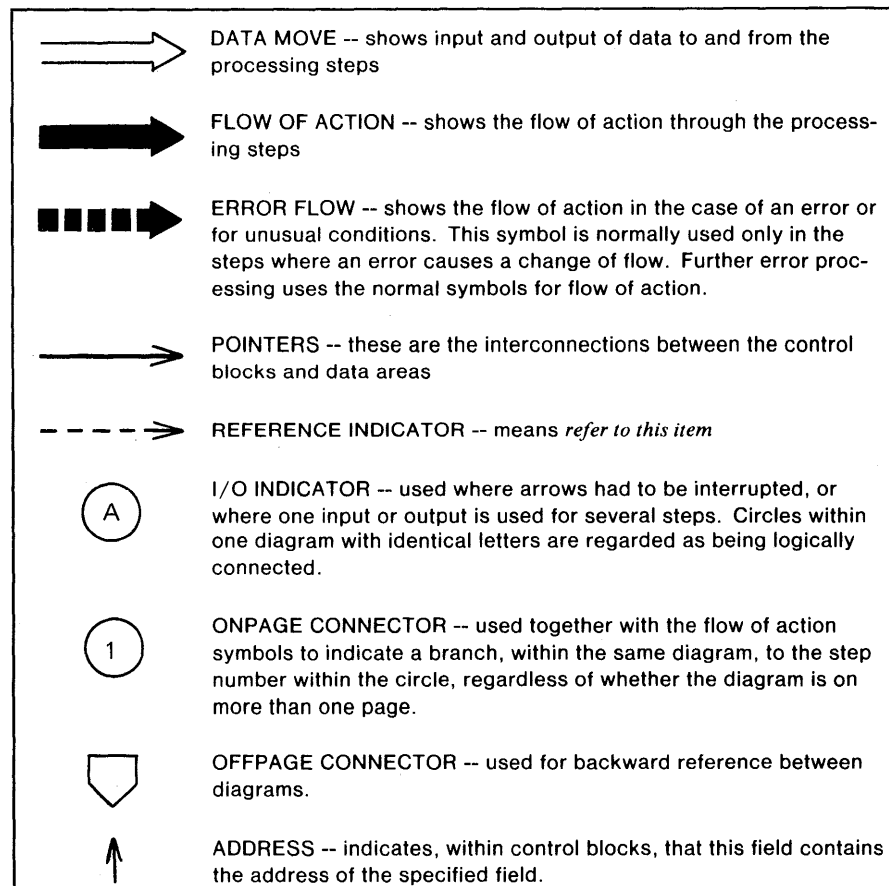 DATA MOVE -- shows input and output of data to and from the
processing steps
FLOW OF ACTION -- shows the flow of action through the process-
ing steps
ERROR FLOW -- shows the flow of action in the case of an error or
for unusual conditions. This symbol is normally used only in the
steps where an error causes a change of flow. Further error proc-
essing uses the normal symbols for flow of action.
POINTERS -- these are the interconnections between the control
blocks and data areas
REFERENCE INDICATOR -- means refer to this item
A
I/O INDICATOR -- used where arrows had to be interrupted, or
where one input or output is used for several steps. Circles within
one diagram with identical letters are regarded as being logically
connected.
1
ONPAGE CONNECTOR -- used together with the flow of action
symbols to indicate a branch, within the same diagram, to the step
number within the circle, regardless of whether the diagram is on
more than one page.
OFFPAGE CONNECTOR -- used for backward reference between
diagrams.
ADDRESS -- indicates, within control blocks, that this field contains
the address of the specified field.